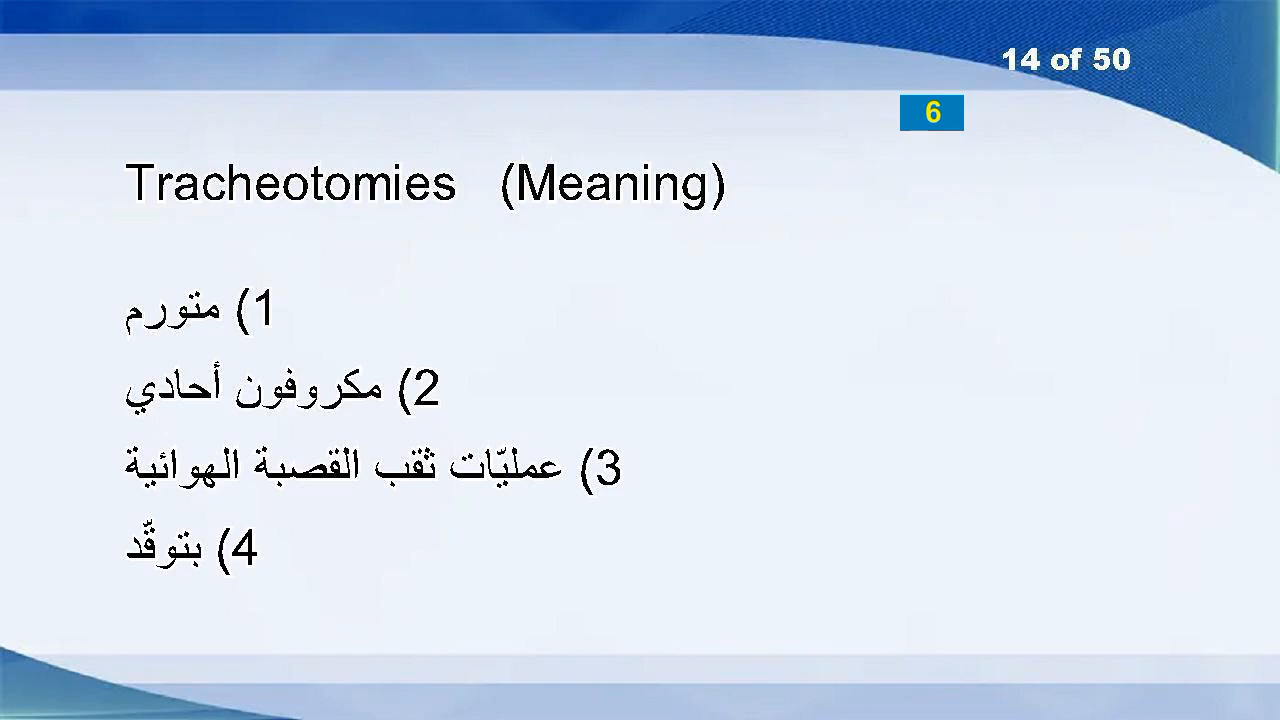 14 of 50
6
Tracheotomies (Meaning)
1) متورم
2) مكروفون أحادي
3) عمليّات ثقب القصبة الهوائية
4) بتوقّد